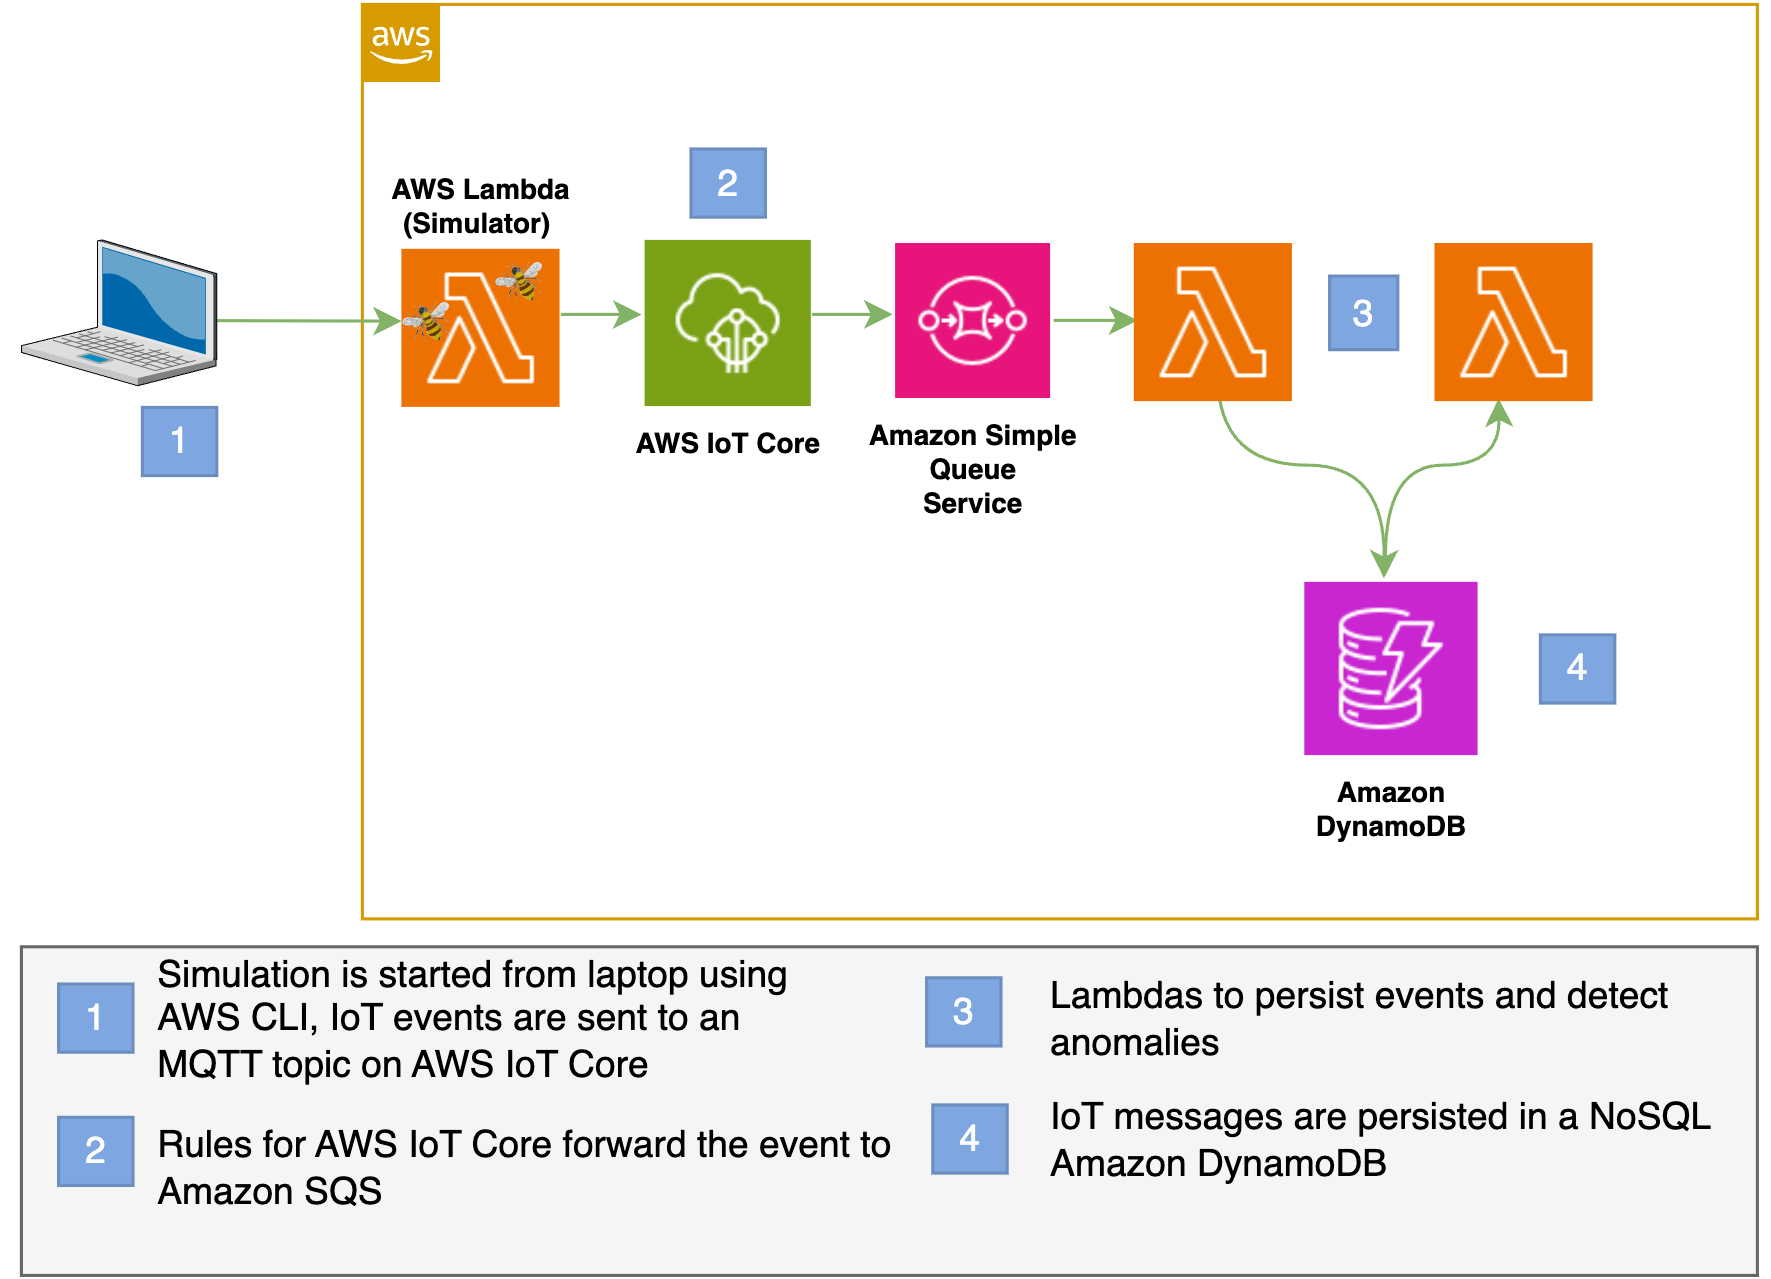 aws
2
AWS Lambda
(Simulator)
3
1
AWS IoT Core
Amazon Simple
Queue
Service
4
Amazon
DynamoDB
1
Simulation is started from laptop using
AWS CLI, IoT events are sent to an
MQTT topic on AWS IoT Core
2
Rules for AWS IoT Core forward the event to
Amazon SQS
3
Lambdas to persist events and detect
anomalies
4
IoT messages are persisted in a NoSQL
Amazon DynamoDB